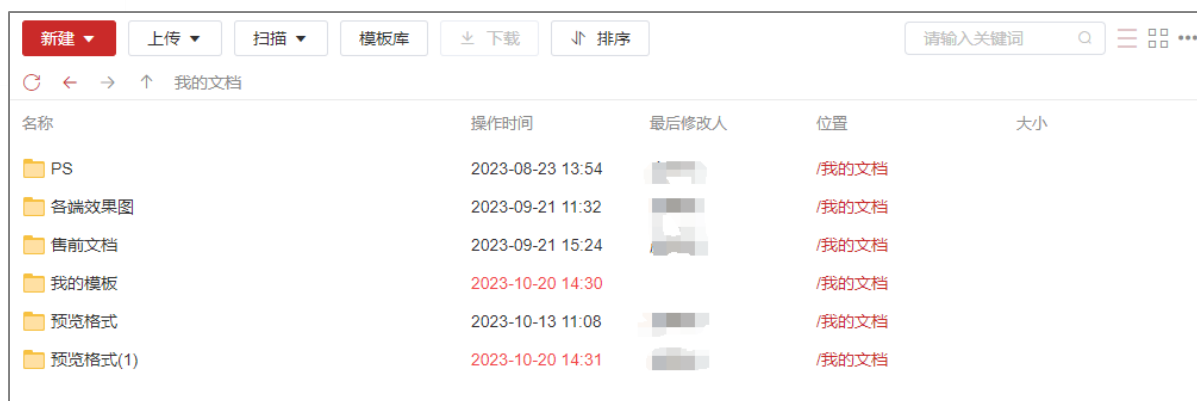 新建 上传 扫描 模板库 下载 排序 请输入关键词
我的文档
名称 操作时间 最后修改人 位置 大小
PS 2023-08-23 13:54 /我的文档
各端效果图 2023-09-21 11:32 /我的文档
售前文档 2023-09-21 15:24 /我的文档
我的模板 2023-10-20 14:30 /我的文档
预览格式 2023-10-13 11:08 /我的文档
预览格式(1) 2023-10-20 14:31 /我的文档